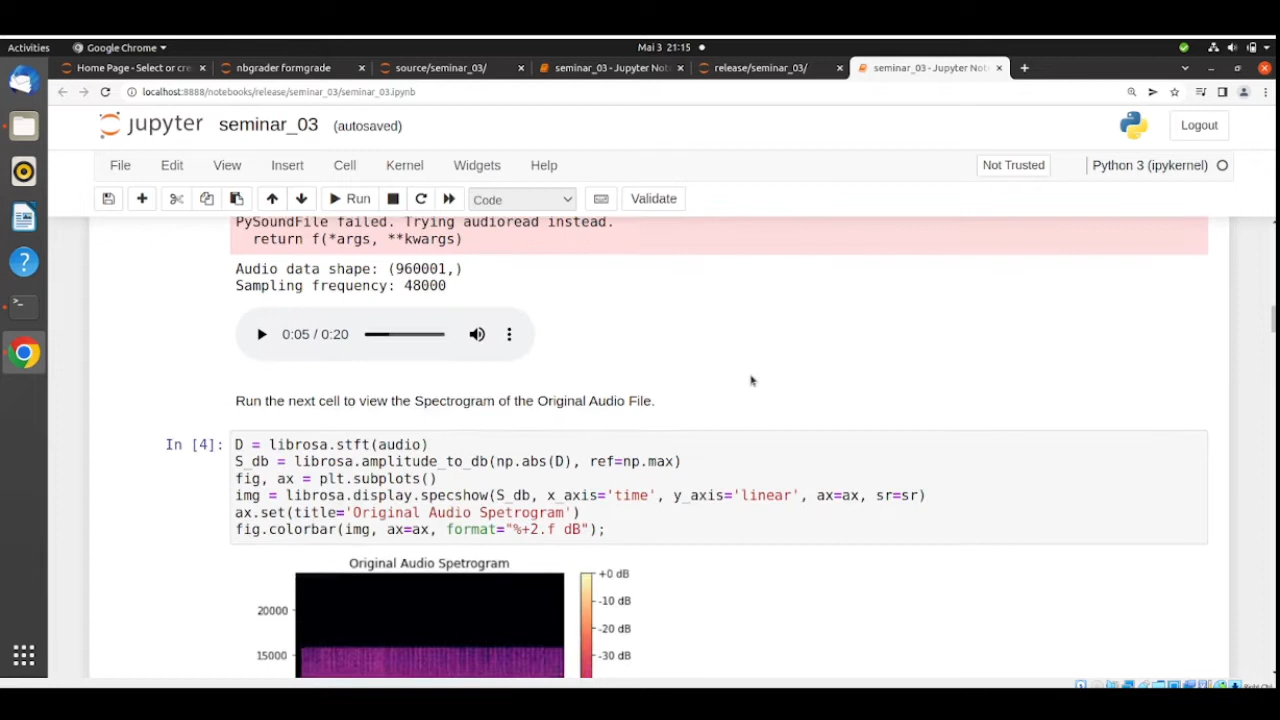 Activities
Google Chrome
Mai 3 21:15
Home Page - Select or cre
nbgrader formgrade
source/seminar_03/
seminar_03 - Jupyter Not
release/seminar_03/
seminar_03 - Jupyter No
localhost:8888/notebooks/release/seminar_03/seminar_03.ipynb
jupyter seminar_03 (autosaved)
Logout
File Edit View Insert Cell Kernel Widgets Help
Not Trusted
Python 3 (ipykernel)
Run
Code
Validate
PySoundFile failed. Trying audioread instead.
return f(*args, **kwargs)
Audio data shape: (960001,)
Sampling frequency: 48000
0:05 / 0:20
Run the next cell to view the Spectrogram of the Original Audio File.
In [4]:
D = librosa.stft(audio)
S_db = librosa.amplitude_to_db(np.abs(D), ref=np.max)
fig, ax = plt.subplots()
img = librosa.display.specshow(S_db, x_axis='time', y_axis='linear', ax=ax, sr=sr)
ax.set(title='Original Audio Spetrogram')
fig.colorbar(img, ax=ax, format="%+2.f dB");
Original Audio Spetrogram
+0 dB
20000
-10 dB
-20 dB
15000
-30 dB